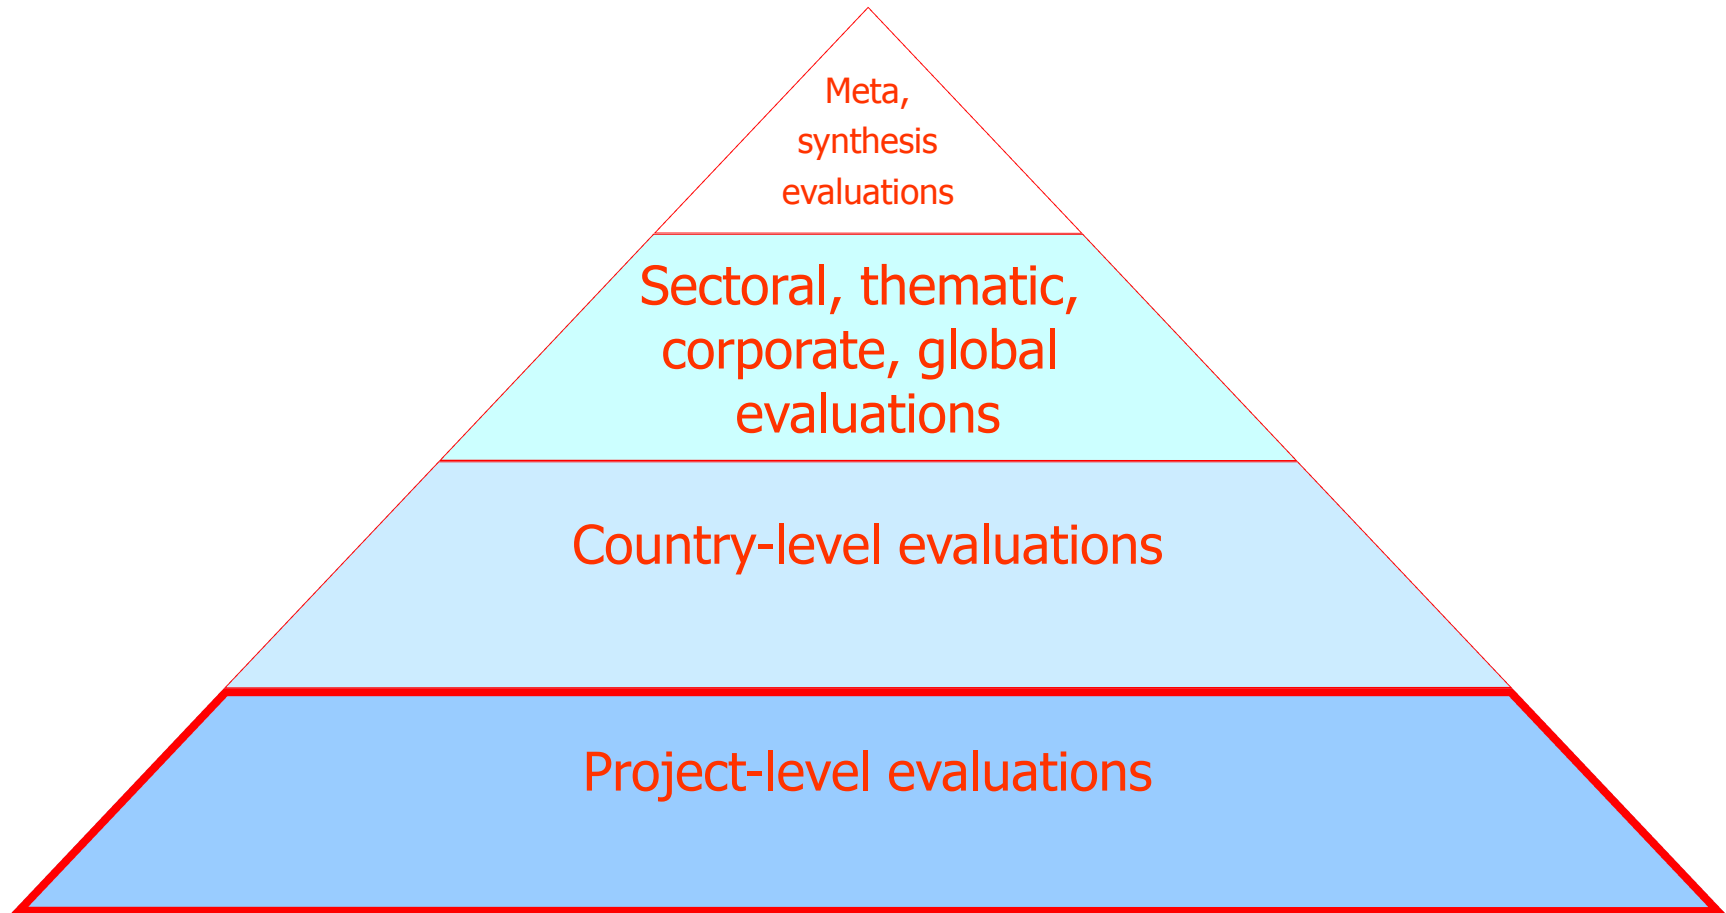 Meta,
synthesis
evaluations
Sectoral, thematic,
corporate, global
evaluations
Country-level evaluations
Project-level evaluations